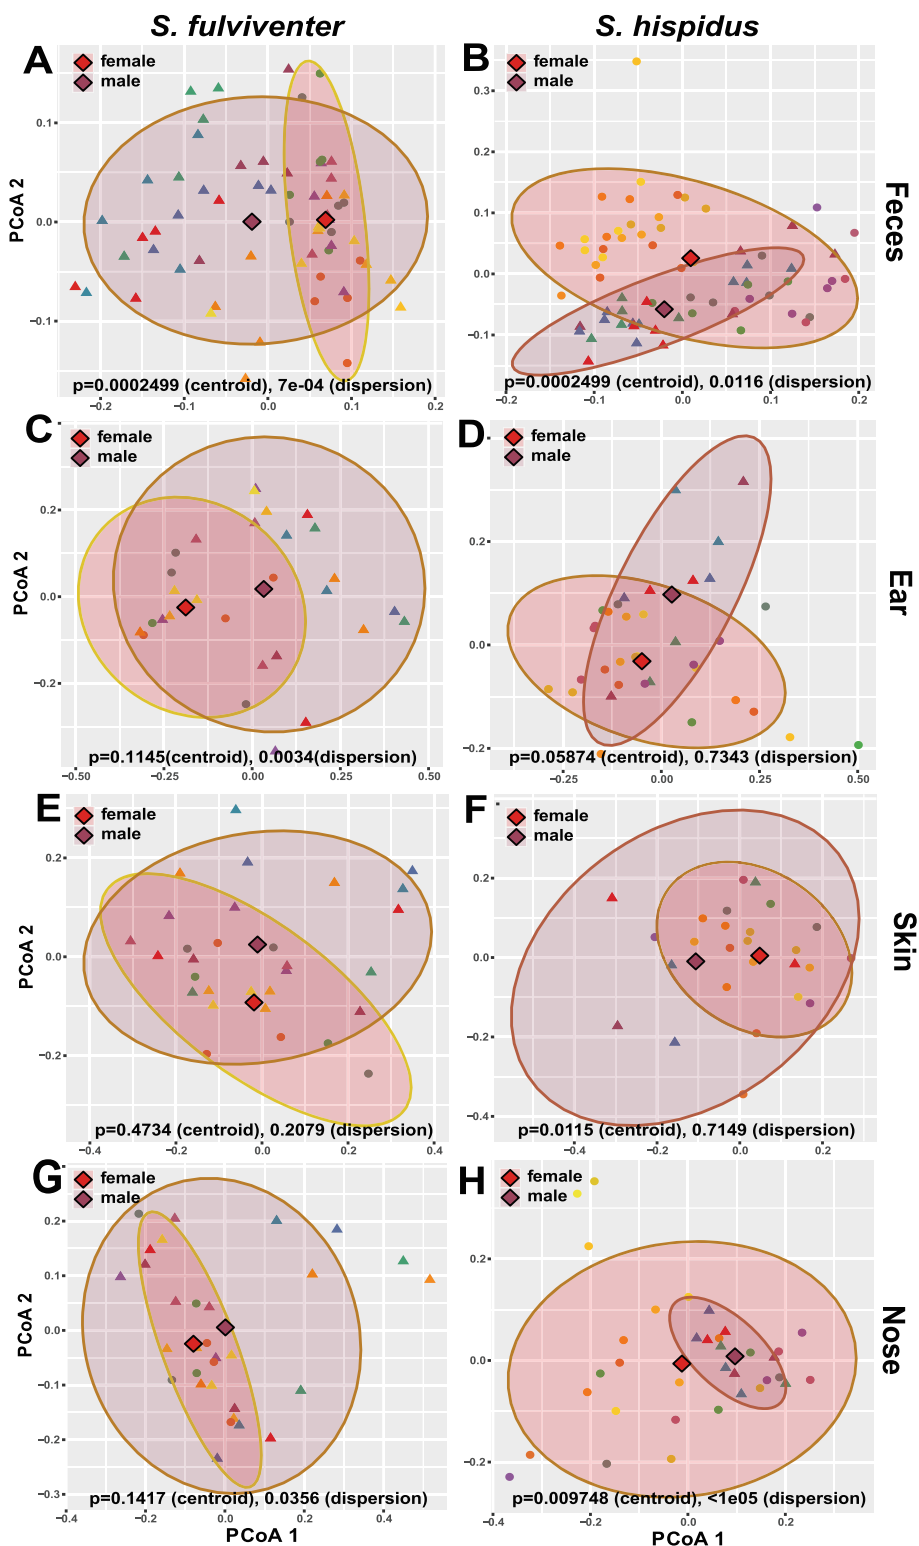 S. fulviventer
S. hispidus
A
female
male
PCoA 2
0.1
0.0
−0.1
−0.2
−0.1
0.0
0.1
0.2
p=0.0002499 (centroid), 7e-04 (dispersion)
B
female
male
0.3
0.2
0.1
0.0
−0.1
−0.2
−0.1
0.0
0.1
0.2
p=0.0002499 (centroid), 0.0116 (dispersion)
Feces
C
female
male
PCoA 2
0.2
0.0
−0.2
−0.50
−0.25
0.00
0.25
0.50
p=0.1145(centroid), 0.0034(dispersion)
D
female
male
0.2
0.0
−0.2
−0.25
0.00
0.25
0.50
p=0.05874 (centroid), 0.7343 (dispersion)
Ear
E
female
male
PCoA 2
0.2
0.0
−0.2
−0.4
−0.2
0.0
0.2
0.4
p=0.4734 (centroid), 0.2079 (dispersion)
F
female
male
0.2
0.0
−0.2
−0.4
−0.4
−0.2
0.0
0.2
p=0.0115 (centroid), 0.7149 (dispersion)
Skin
G
female
male
PCoA 2
0.2
0.1
0.0
−0.1
−0.2
−0.3
−0.4
−0.2
0.0
0.2
0.4
p=0.1417 (centroid), 0.0356 (dispersion)
PCoA 1
H
female
male
0.2
0.0
−0.2
−0.4
−0.2
0.0
0.2
p=0.009748 (centroid), <1e05 (dispersion)
PCoA 1
Nose